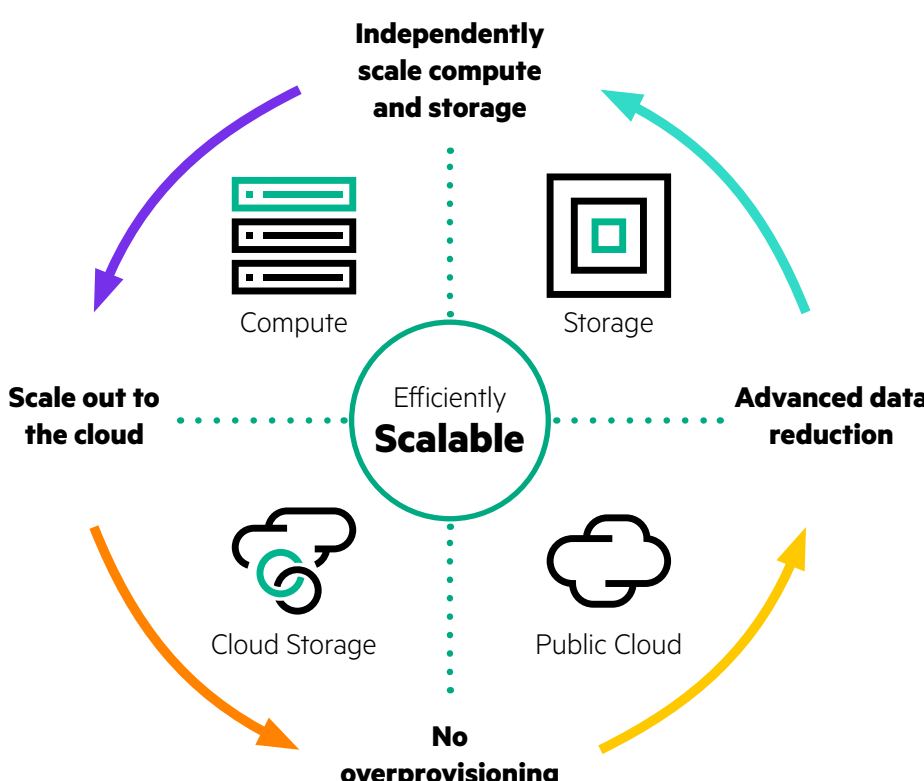 Independently
scale compute
and storage
Compute
Storage
Scale out to
the cloud
Efficiently
Scalable
Advanced data
reduction
Cloud Storage
Public Cloud
No
overprovisioning